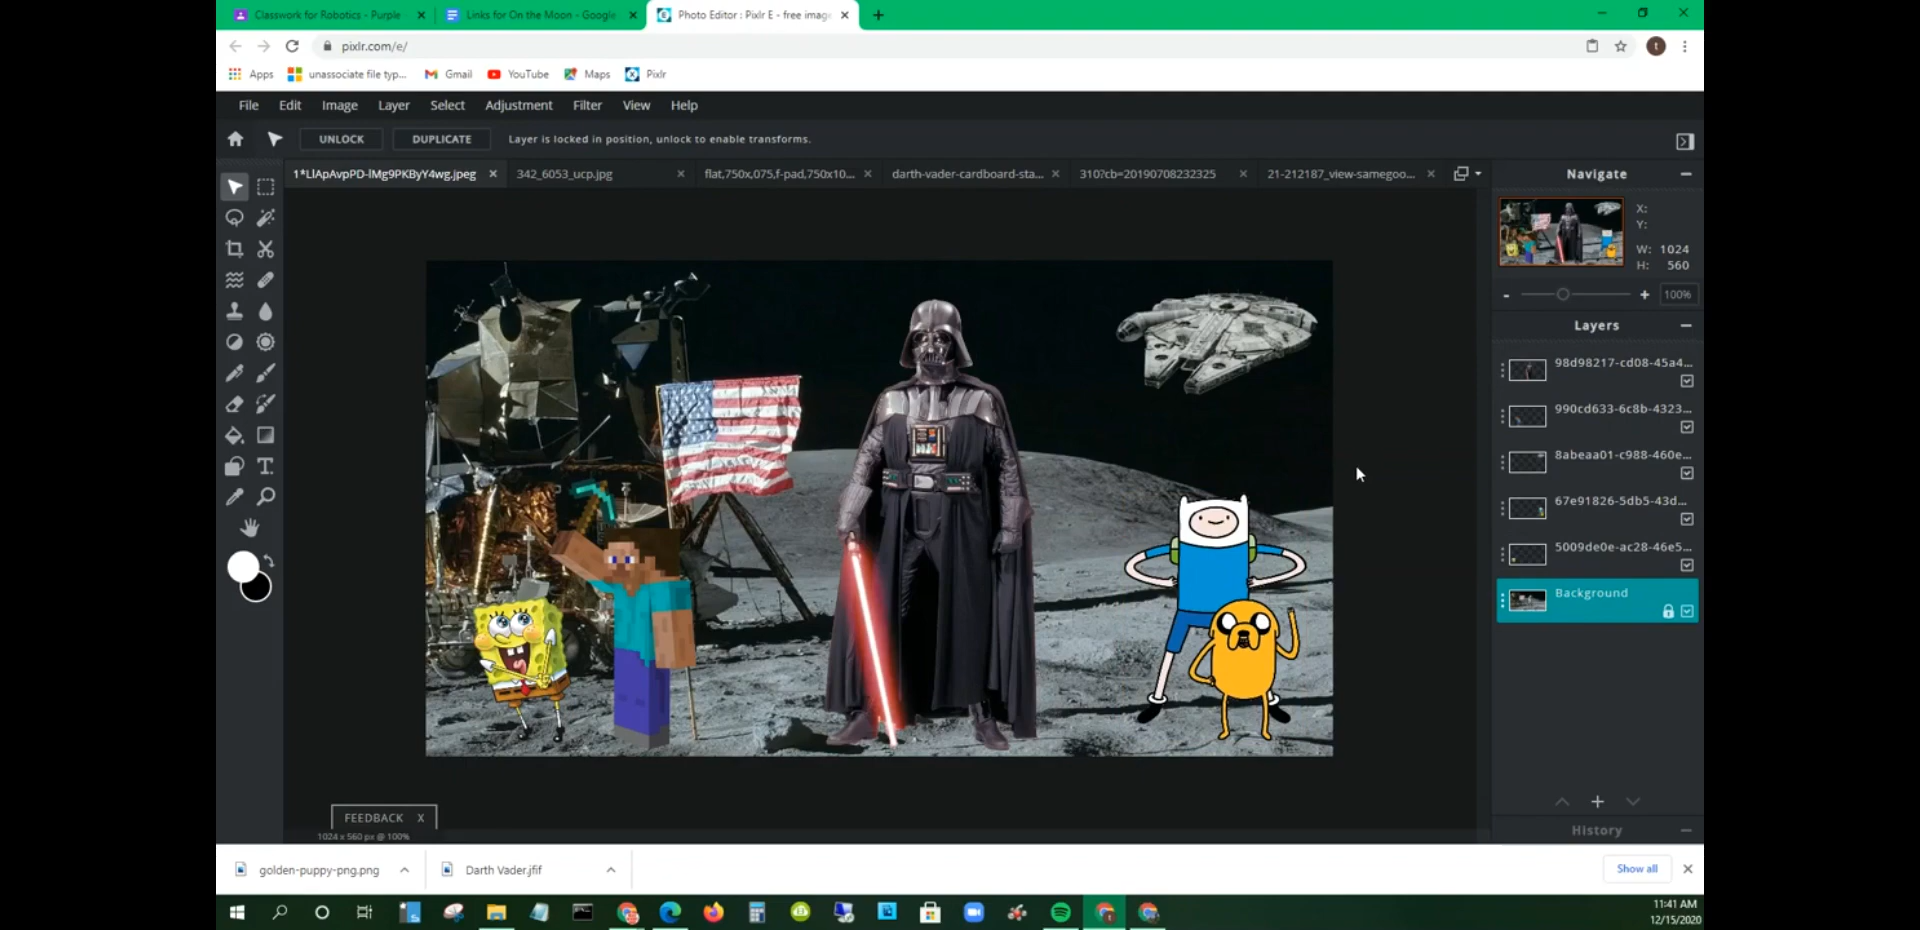 Classwork for Robotics - Purple
Links for On the Moon - Google
Photo Editor : Pixlr E - free imag
pixlr.com/e/
t
Apps
unassociate file typ...
Gmail
YouTube
Maps
Pixlr
File Edit Image Layer Select Adjustment Filter View Help
UNLOCK
DUPLICATE
Layer is locked in position, unlock to enable transforms.
1*LlApAvpPD-lMg9PKByY4wg.jpeg
342_6053_ucp.jpg
flat,750x,075,f-pad,750x10...
darth-vader-cardboard-sta...
310?cb=20190708232325
21-212187_view-samegoo...
Navigate
X:
Y:
W: 1024
H: 560
100%
Layers
98d98217-cd08-45a4...
990cd633-6c8b-4323...
8abeaa01-c988-460e...
67e91826-5db5-43d...
5009de0e-ac28-46e5...
Background
FEEDBACK X
1024 x 560 px @ 100%
History
golden-puppy-png.png
Darth Vader.jfif
Show all
11:41 AM
12/15/2020